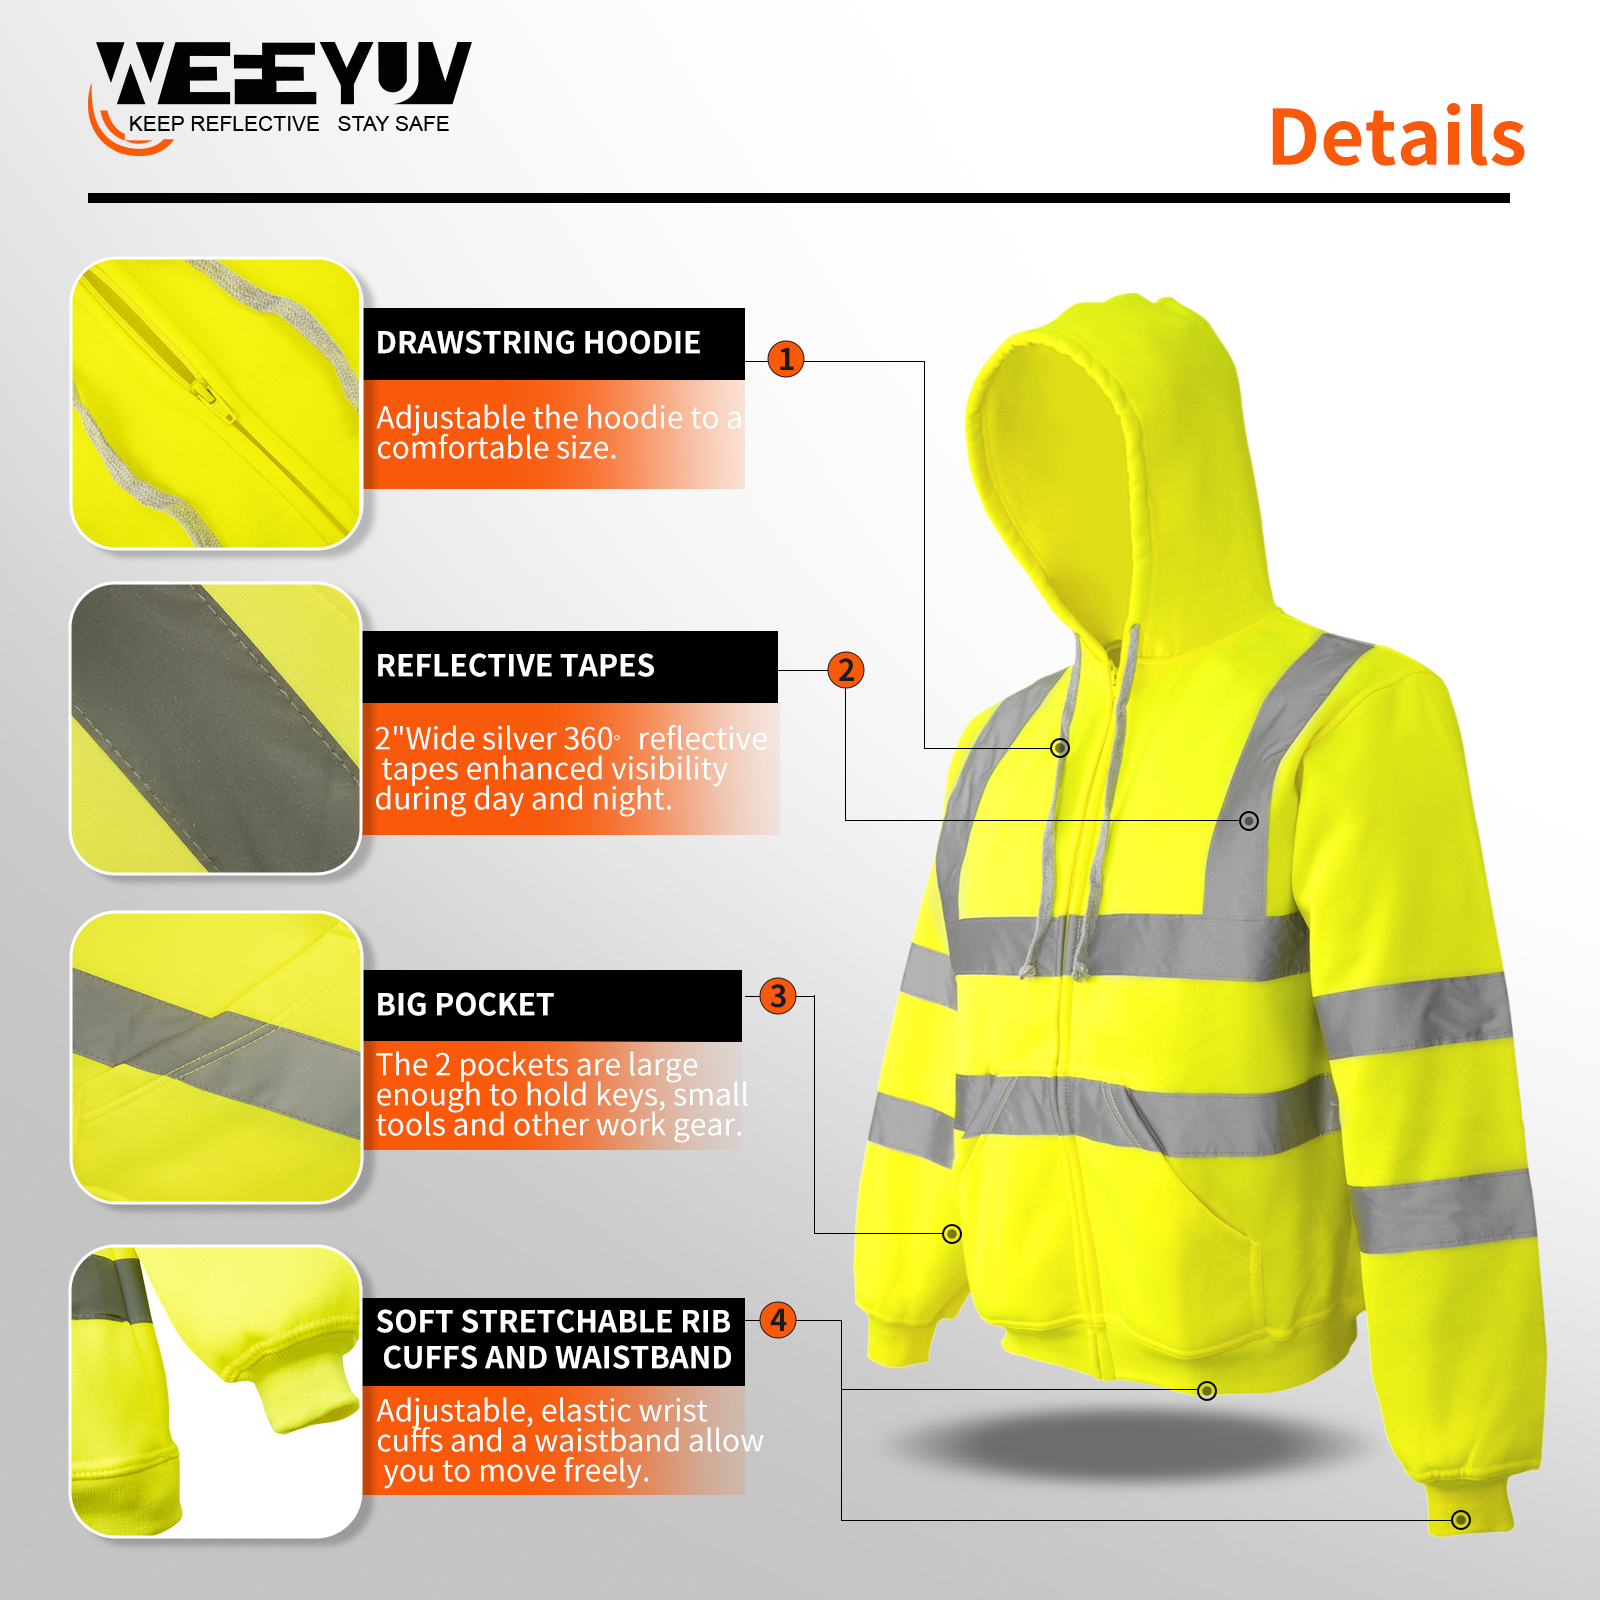 WEFEYUV
KEEP REFLECTIVE STAY SAFE
Details
DRAWSTRING HOODIE
1
Adjustable the hoodie to a
comfortable size.
REFLECTIVE TAPES
2
2"Wide silver 360° reflective
tapes enhanced visibility
during day and night.
BIG POCKET
3
The 2 pockets are large
enough to hold keys, small
tools and other work gear.
SOFT STRETCHABLE RIB
CUFFS AND WAISTBAND
4
Adjustable, elastic wrist
cuffs and a waistband allow
you to move freely.